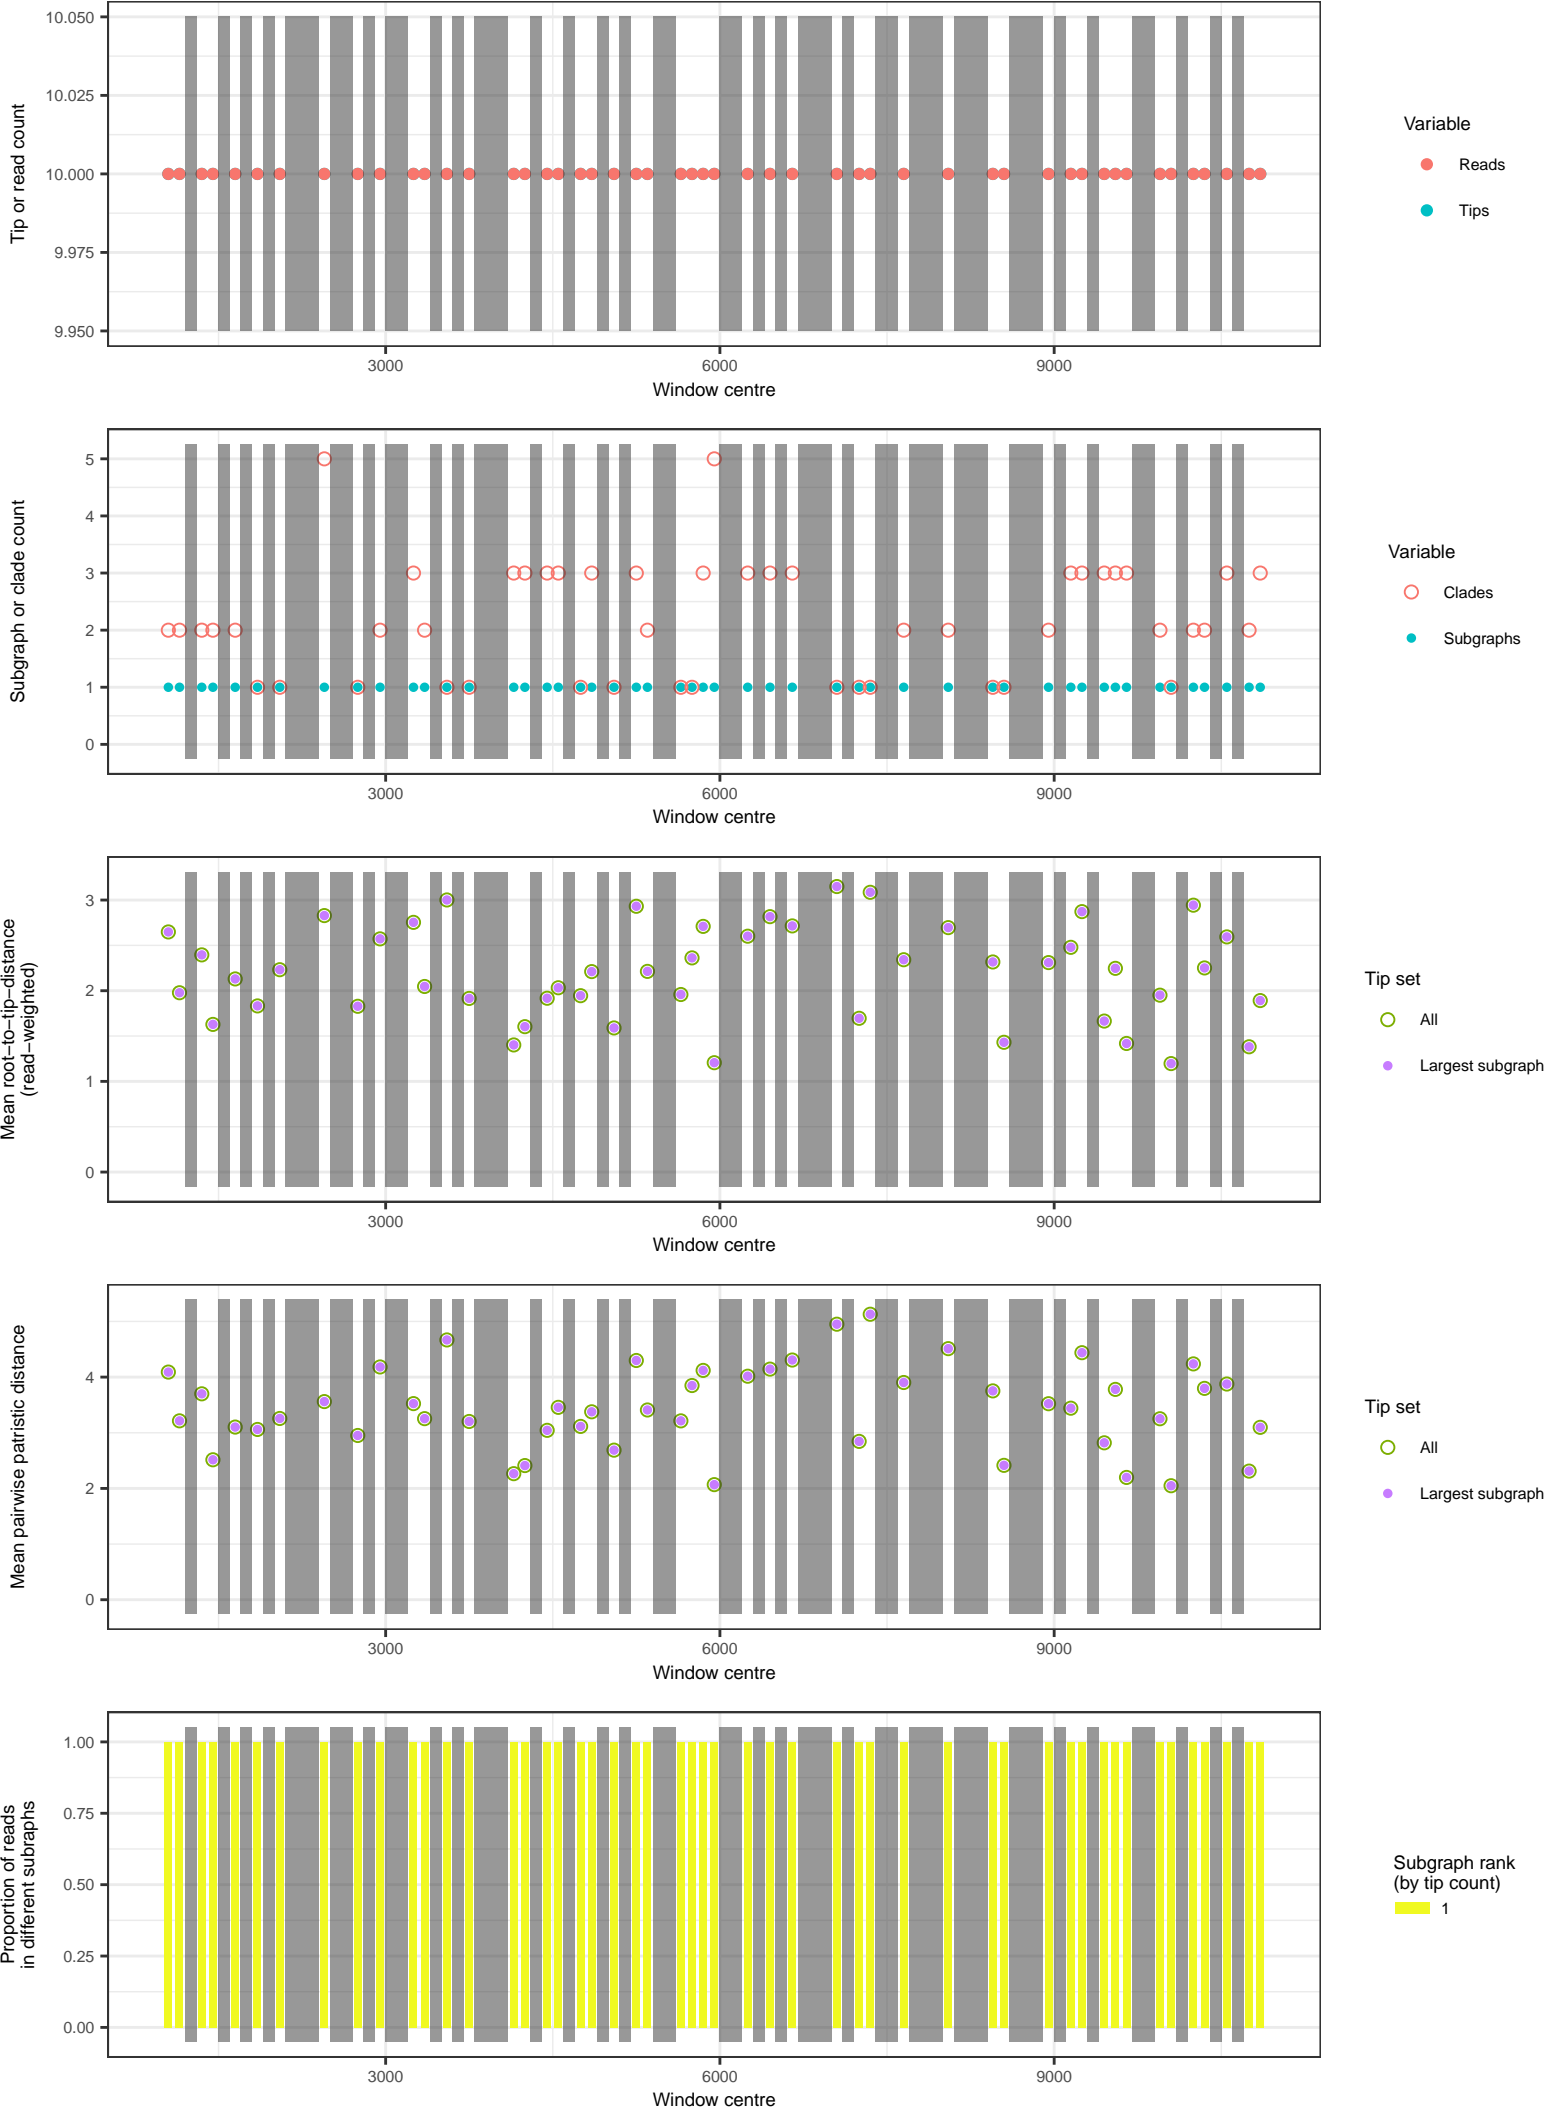 10.050
10.025
10.000
9.975
9.950
Tip or read count
3000 6000 9000
Window centre
Variable
Reads
Tips
5
4
3
2
1
0
Subgraph or clade count
3000 6000 9000
Window centre
Variable
Clades
Subgraphs
3
2
1
0
Mean root−to−tip−distance
(read−weighted)
3000 6000 9000
Window centre
Tip set
All
Largest subgraph
4
2
0
Mean pairwise patristic distance
3000 6000 9000
Window centre
Tip set
All
Largest subgraph
1.00
0.75
0.50
0.25
0.00
Proportion of reads
in different subraphs
3000 6000 9000
Window centre
Subgraph rank
(by tip count)
1